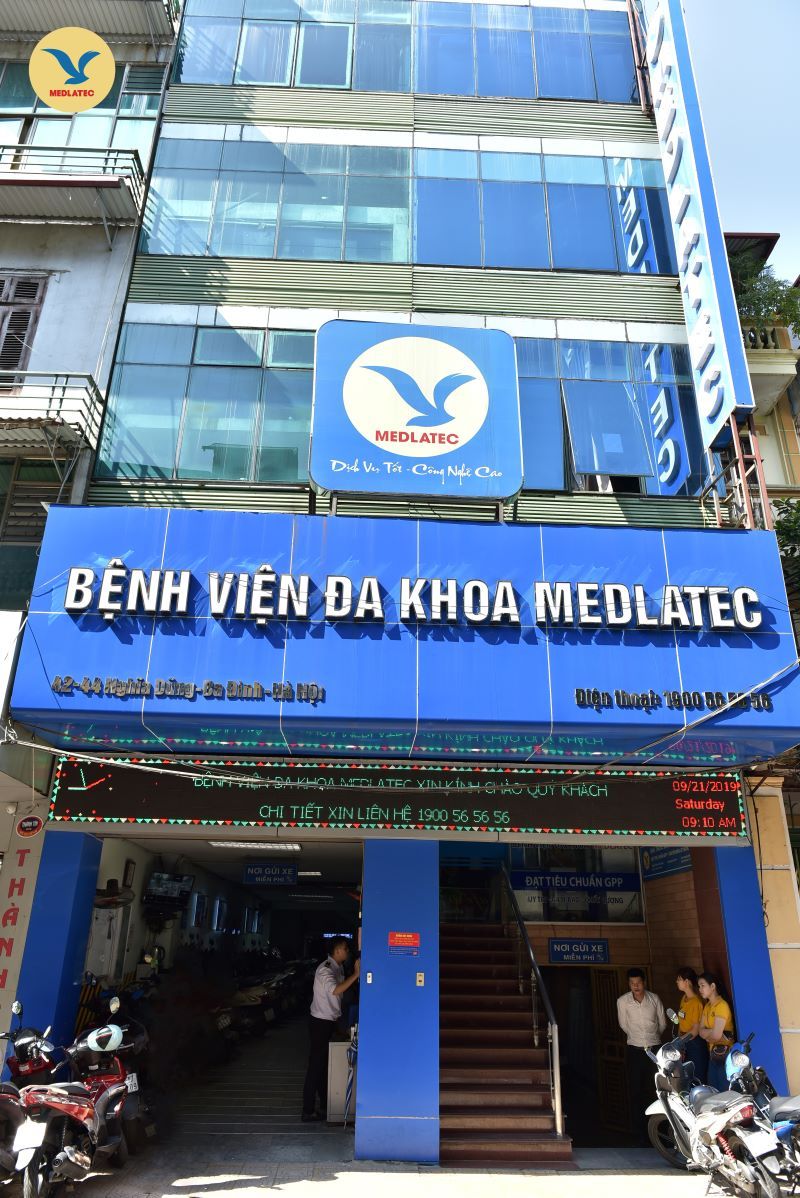 MEDLATEC
MEDLATEC
MEDLATEC
Dịch Vụ Tốt - Công Nghệ Cao
BỆNH VIỆN ĐA KHOA MEDLATEC
42-44 Nghĩa Dũng-Ba Đình-Hà Nội
Điện thoại: 1900 56 56 56
BỆNH VIỆN ĐA KHOA MEDLATEC XIN KÍNH CHÀO QUÝ KHÁCH
CHI TIẾT XIN LIÊN HỆ 1900 56 56 56
09/21/2019
Saturday
09:10 AM
THÀNH
NƠI GỬI XE
MIỄN PHÍ
ĐẠT TIÊU CHUẨN GPP
NƠI GỬI XE
MIỄN PHÍ